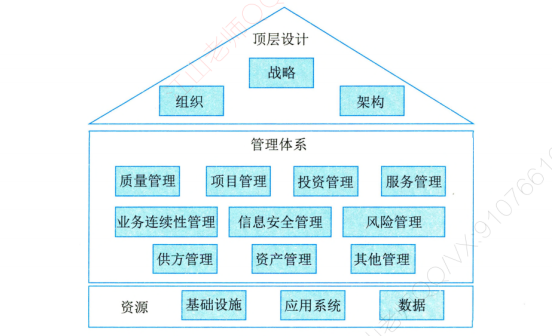 顶层设计
战略
组织 架构
管理体系
质量管理 项目管理 投资管理 服务管理
业务连续性管理 信息安全管理 风险管理
供方管理 资产管理 其他管理
资源 基础设施 应用系统 数据